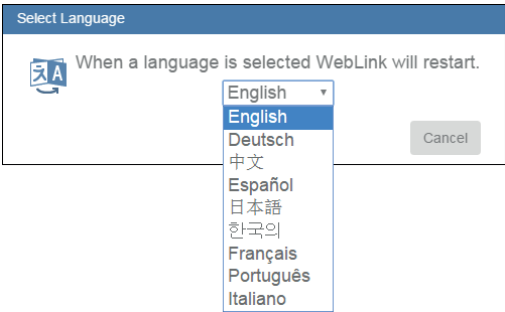 Select Language
When a language is selected WebLink will restart.
English
English
Deutsch
Cancel
中文
Español
日本語
한국의
Français
Português
Italiano